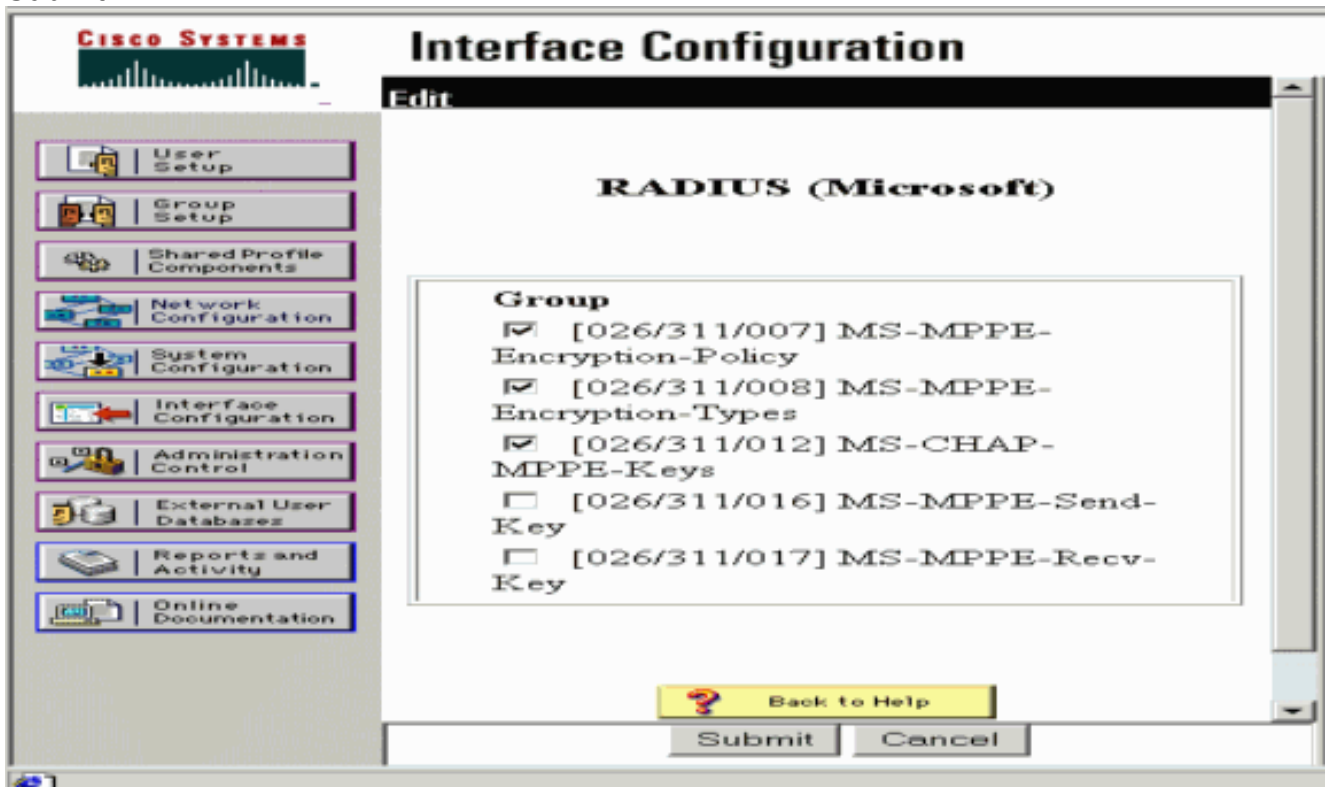 CISCO SYSTEMS
Interface Configuration
Edit
User
Setup
Group
Setup
Shared Profile
Components
Network
Configuration
System
Configuration
Interface
Configuration
Administration
Control
External User
Databases
Reports and
Activity
Online
Documentation
RADIUS (Microsoft)
Group
[026/311/007] MS-MPPE-
Encryption-Policy
[026/311/008] MS-MPPE-
Encryption-Types
[026/311/012] MS-CHAP-
MPPE-Keys
[026/311/016] MS-MPPE-Send-
Key
[026/311/017] MS-MPPE-Recv-
Key
Back to Help
Submit Cancel